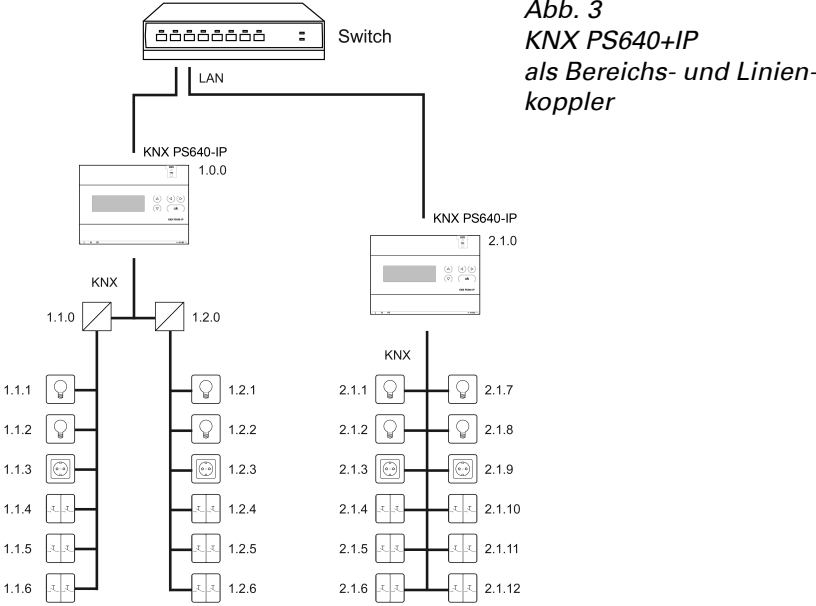 Abb. 3
KNX PS640+IP
als Bereichs- und Linien-
koppler
Switch
LAN
KNX PS640-IP
1.0.0
KNX PS640-IP
2.1.0
KNX
1.1.0
1.2.0
KNX
1.1.1
1.2.1
2.1.1
2.1.7
1.1.2
1.2.2
2.1.2
2.1.8
1.1.3
1.2.3
2.1.3
2.1.9
1.1.4
1.2.4
2.1.4
2.1.10
1.1.5
1.2.5
2.1.5
2.1.11
1.1.6
1.2.6
2.1.6
2.1.12